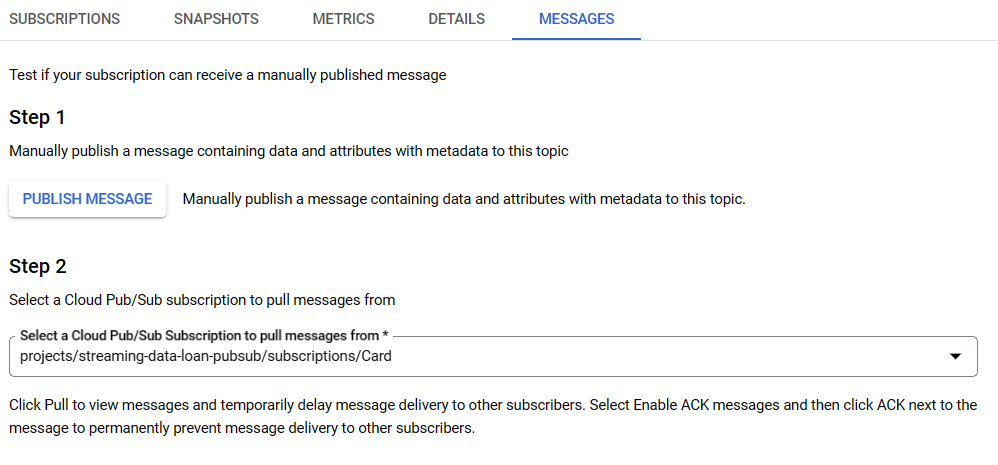 SUBSCRIPTIONS SNAPSHOTS METRICS DETAILS MESSAGES
Test if your subscription can receive a manually published message
Step 1
Manually publish a message containing data and attributes with metadata to this topic
PUBLISH MESSAGE Manually publish a message containing data and attributes with metadata to this topic.
Step 2
Select a Cloud Pub/Sub subscription to pull messages from
Select a Cloud Pub/Sub Subscription to pull messages from *
projects/streaming-data-loan-pubsub/subscriptions/Card
Click Pull to view messages and temporarily delay message delivery to other subscribers. Select Enable ACK messages and then click ACK next to the
message to permanently prevent message delivery to other subscribers.